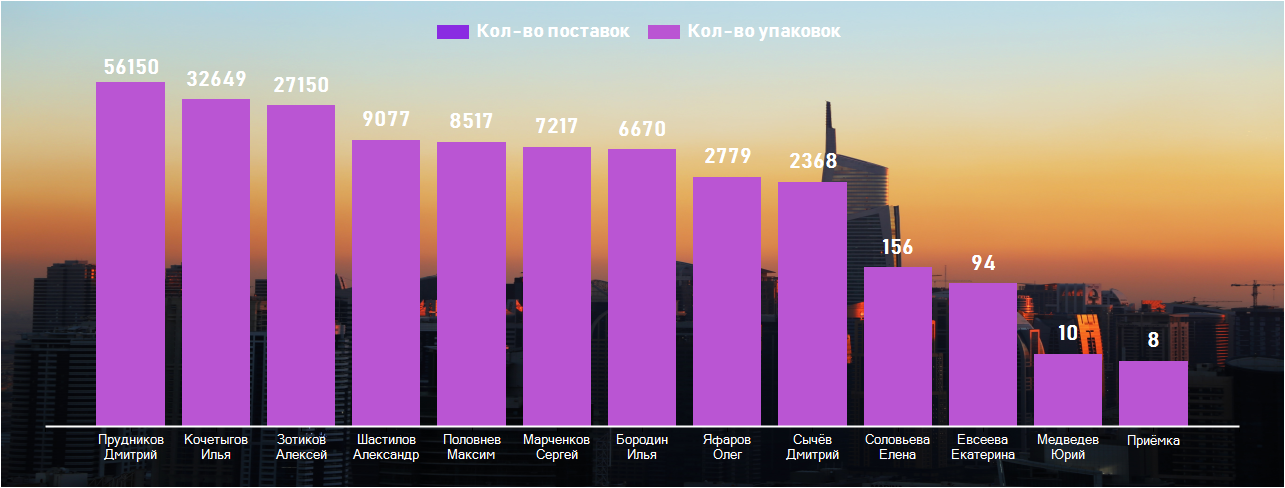 Кол-во поставок
Кол-во упаковок
56150
32649
27150
9077
8517
7217
6670
2779
2368
156
94
10
8
Прудников
Дмитрий
Кочетыгов
Илья
Зотиков
Алексей
Шастилов
Александр
Половнев
Максим
Марченков
Сергей
Бородин
Илья
Яфаров
Олег
Сычёв
Дмитрий
Соловьева
Елена
Евсеева
Екатерина
Медведев
Юрий
Приёмка